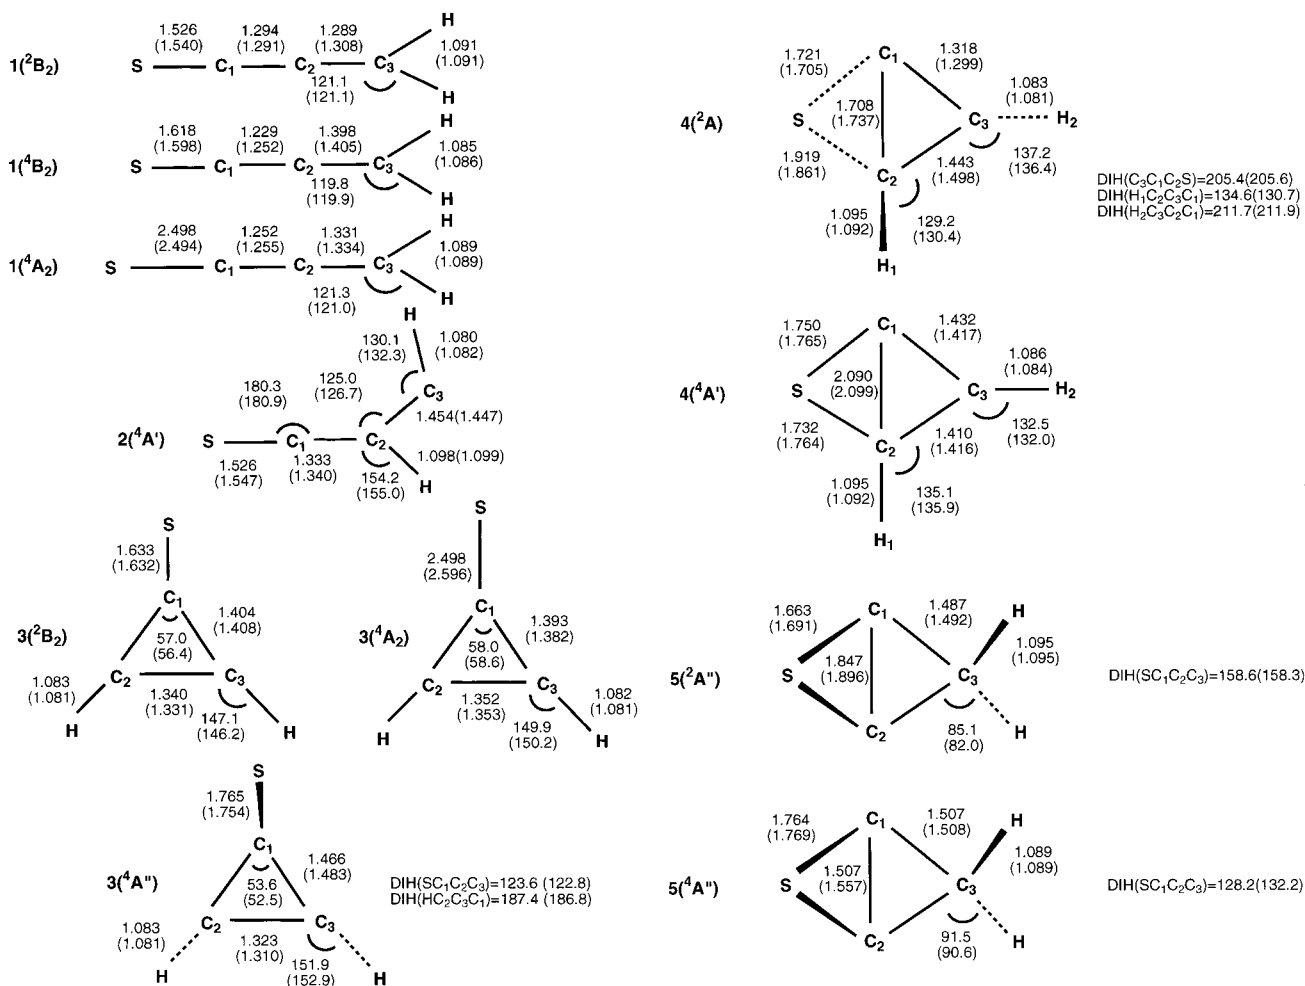 1(²B₂)
1.526
(1.540)
1.294
(1.291)
1.289
(1.308)
H
1.091
(1.091)
S
C₁
C₂
C₃
121.1
(121.1)
H
1(⁴B₂)
1.618
(1.598)
1.229
(1.252)
1.398
(1.405)
H
1.085
(1.086)
S
C₁
C₂
C₃
119.8
(119.9)
H
1(⁴A₂)
2.498
(2.494)
1.252
(1.255)
1.331
(1.334)
H
1.089
(1.089)
S
C₁
C₂
C₃
121.3
(121.0)
H
2(⁴A')
H
130.1
(132.3)
1.080
(1.082)
180.3
(180.9)
125.0
(126.7)
C₃
1.454(1.447)
S
C₁
C₂
1.526
(1.547)
1.333
(1.340)
1.098(1.099)
154.2
(155.0)
H
3(²B₂)
S
1.633
(1.632)
C₁
1.404
(1.408)
57.0
(56.4)
C₂
C₃
1.083
(1.081)
1.340
(1.331)
147.1
(146.2)
H
H
3(⁴A₂)
S
2.498
(2.596)
C₁
1.393
(1.382)
58.0
(58.6)
C₂
C₃
1.352
(1.353)
1.082
(1.081)
149.9
(150.2)
H
H
3(⁴A")
S
1.765
(1.754)
C₁
1.466
(1.483)
53.6
(52.5)
C₂
C₃
1.083
(1.081)
1.323
(1.310)
151.9
(152.9)
H
H
DIH(SC₁C₂C₃)=123.6 (122.8)
DIH(HC₂C₃C₁)=187.4 (186.8)
4(²A)
1.721
(1.705)
C₁
1.318
(1.299)
1.083
(1.081)
S
1.708
(1.737)
C₃
H₂
1.919
(1.861)
C₂
1.443
(1.498)
137.2
(136.4)
1.095
(1.092)
129.2
(130.4)
H₁
DIH(C₃C₁C₂S)=205.4(205.6)
DIH(H₁C₂C₃C₁)=134.6(130.7)
DIH(H₂C₃C₂C₁)=211.7(211.9)
4(⁴A')
1.750
(1.765)
C₁
1.432
(1.417)
1.086
(1.084)
S
2.090
(2.099)
C₃
H₂
1.732
(1.764)
C₂
1.410
(1.416)
132.5
(132.0)
1.095
(1.092)
135.1
(135.9)
H₁
5(²A")
1.663
(1.691)
C₁
1.487
(1.492)
H
1.095
(1.095)
S
1.847
(1.896)
C₃
C₂
85.1
(82.0)
H
DIH(SC₁C₂C₃)=158.6(158.3)
5(⁴A")
1.764
(1.769)
C₁
1.507
(1.508)
H
1.089
(1.089)
S
1.507
(1.557)
C₃
C₂
91.5
(90.6)
H
DIH(SC₁C₂C₃)=128.2(132.2)